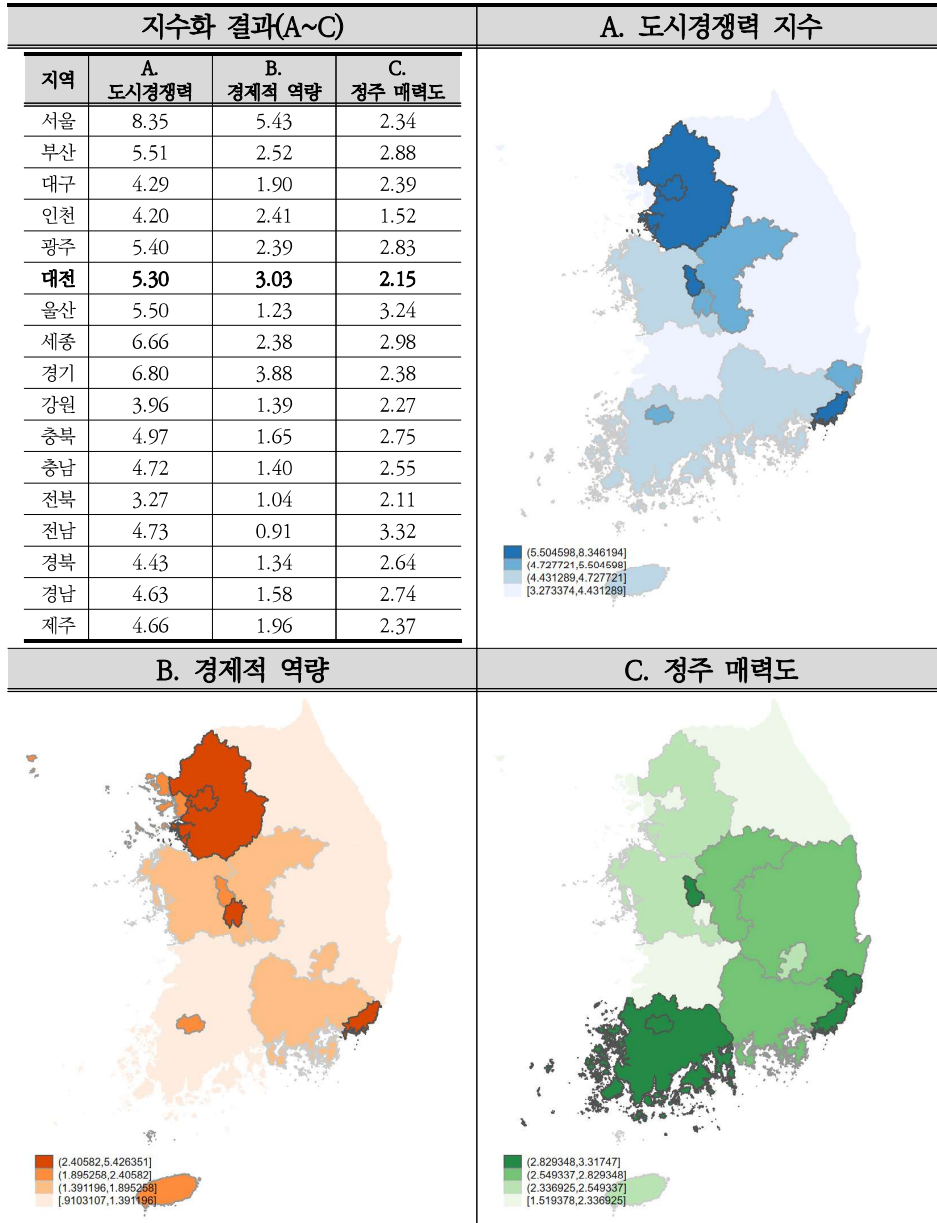 지수화 결과(A~C)
A. 도시경쟁력 지수
지역 A. 도시경쟁력 B. 경제적 역량 C. 정주 매력도
서울 8.35 5.43 2.34
부산 5.51 2.52 2.88
대구 4.29 1.90 2.39
인천 4.20 2.41 1.52
광주 5.40 2.39 2.83
대전 5.30 3.03 2.15
울산 5.50 1.23 3.24
세종 6.66 2.38 2.98
경기 6.80 3.88 2.38
강원 3.96 1.39 2.27
충북 4.97 1.65 2.75
충남 4.72 1.40 2.55
전북 3.27 1.04 2.11
전남 4.73 0.91 3.32
경북 4.43 1.34 2.64
경남 4.63 1.58 2.74
제주 4.66 1.96 2.37
(5.504598,8.346194]
(4.727721,5.504598]
(4.431289,4.727721]
[3.273374,4.431289]
B. 경제적 역량
C. 정주 매력도
(2.40582,5.426351]
(1.895258,2.40582]
(1.391196,1.895258]
[.9103107,1.391196]
(2.829348,3.31747]
(2.549337,2.829348]
(2.336925,2.549337]
[1.519378,2.336925]